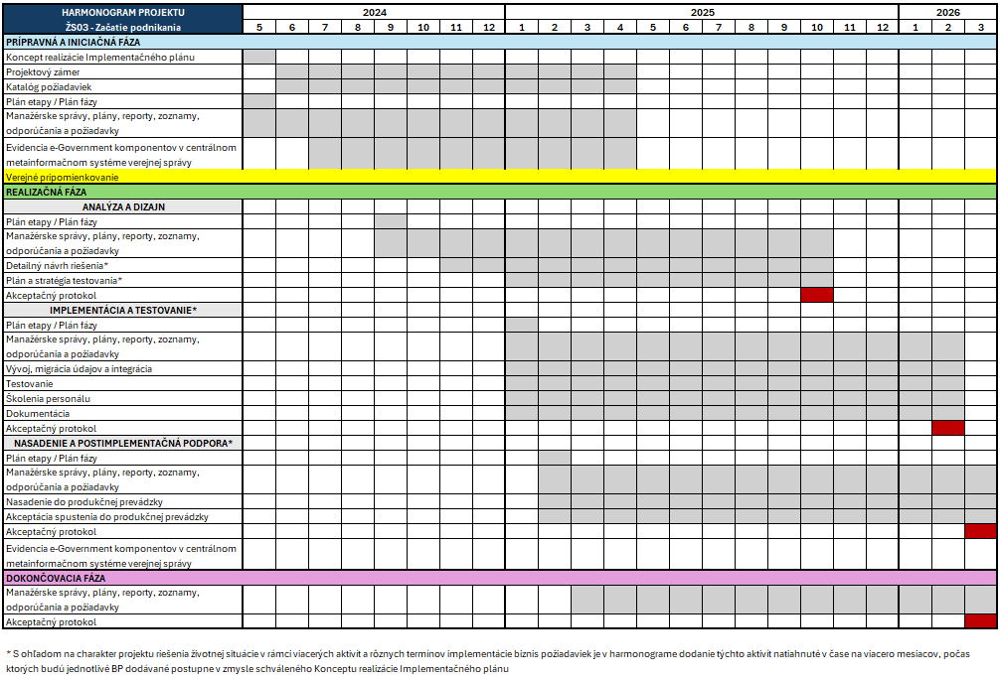 HARMONOGRAM PROJEKTU
ŽS03 - Začatie podnikania
2024
2025
2026
5 6 7 8 9 10 11 12 1 2 3 4 5 6 7 8 9 10 11 12 1 2 3
PRÍPRAVNÁ A INICIAČNÁ FÁZA
Koncept realizácie Implementačného plánu
Projektový zámer
Katalóg požiadaviek
Plán etapy / Plán fázy
Manažérske správy, plány, reporty, zoznamy,
odporúčania a požiadavky
Evidencia e-Government komponentov v centrálnom
metainformačnom systéme verejnej správy
Verejné pripomienkovanie
REALIZAČNÁ FÁZA
ANALÝZA A DIZAJN
Plán etapy / Plán fázy
Manažérske správy, plány, reporty, zoznamy,
odporúčania a požiadavky
Detailný návrh riešenia*
Plán a stratégia testovania*
Akceptačný protokol
IMPLEMENTÁCIA A TESTOVANIE*
Plán etapy / Plán fázy
Manažérske správy, plány, reporty, zoznamy,
odporúčania a požiadavky
Vývoj, migrácia údajov a integrácia
Testovanie
Školenia personálu
Dokumentácia
Akceptačný protokol
NASADENIE A POSTIMPLEMENTAČNÁ PODPORA*
Plán etapy / Plán fázy
Manažérske správy, plány, reporty, zoznamy,
odporúčania a požiadavky
Nasadenie do produkčnej prevádzky
Akceptácia spustenia do produkčnej prevádzky
Akceptačný protokol
Evidencia e-Government komponentov v centrálnom
metainformačnom systéme verejnej správy
DOKONČOVACIA FÁZA
Manažérske správy, plány, reporty, zoznamy,
odporúčania a požiadavky
Akceptačný protokol
* S ohľadom na charakter projektu riešenia životnej situácie v rámci viacerých aktivít a rôznych termínov implementácie biznis požiadaviek je v harmonograme dodanie týchto aktivít natiahnuté v čase na viacero mesiacov, počas
ktorých budú jednotlivé BP dodávané postupne v zmysle schváleného Konceptu realizácie Implementačného plánu